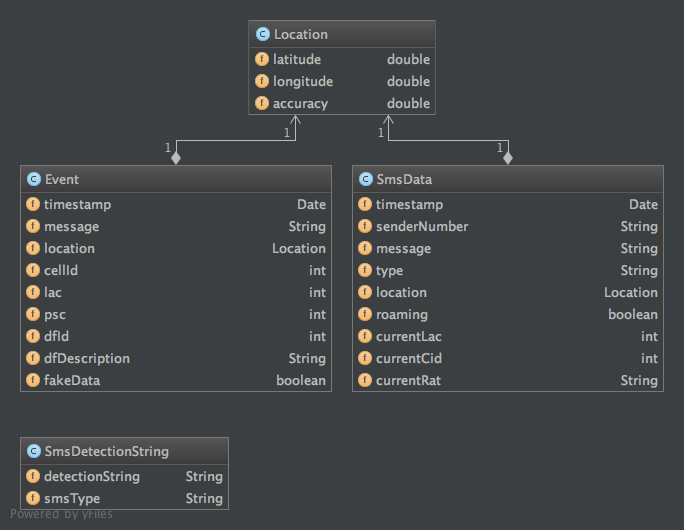 Location
latitude double
longitude double
accuracy double
1 1
1 1
Event
timestamp Date
message String
location Location
cellId int
lac int
psc int
dfId int
dfDescription String
fakeData boolean
SmsData
timestamp Date
senderNumber String
message String
type String
location Location
roaming boolean
currentLac int
currentCid int
currentRat String
SmsDetectionString
detectionString String
smsType String
Powered by yFiles